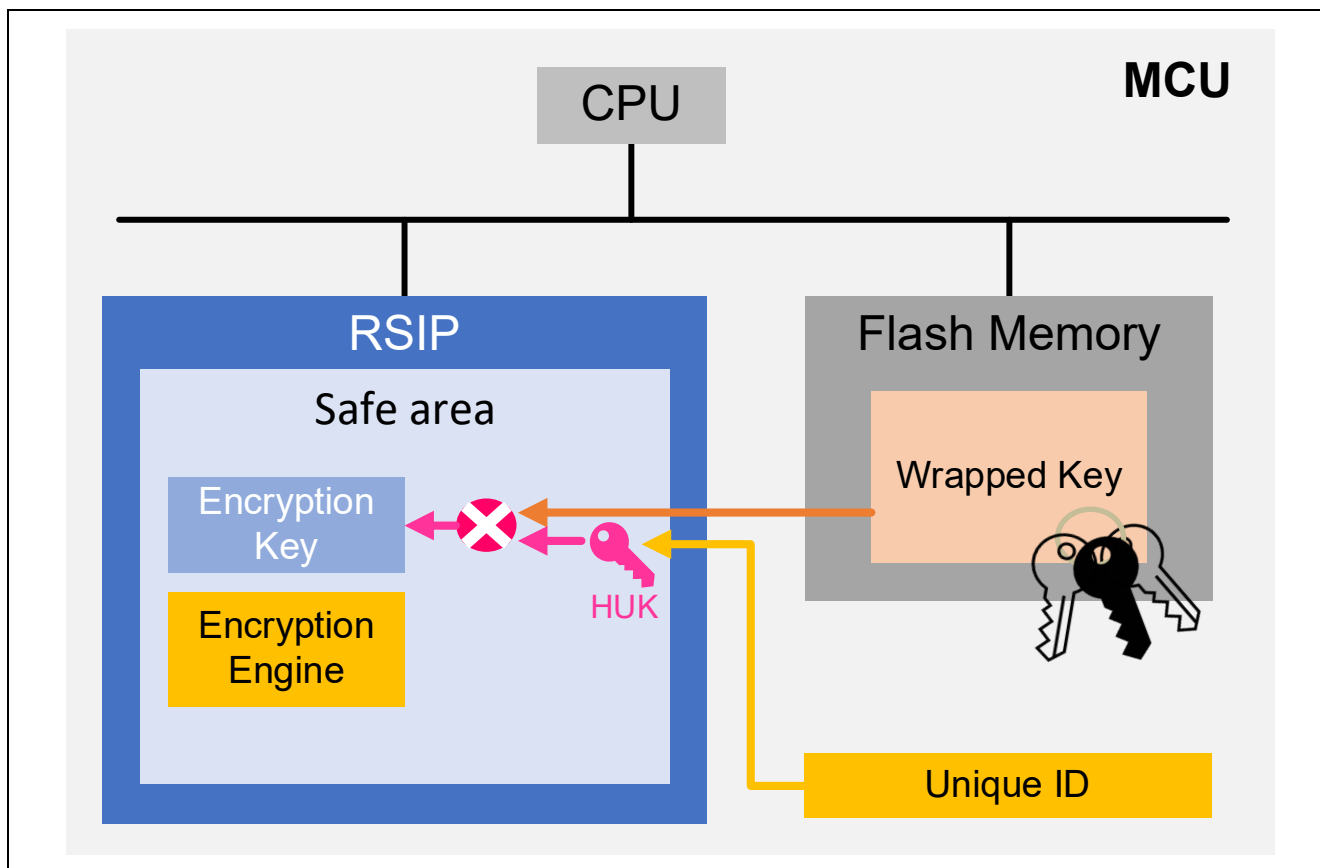 MCU
CPU
RSIP
Safe area
Encryption
Key
HUK
Encryption
Engine
Flash Memory
Wrapped Key
Unique ID